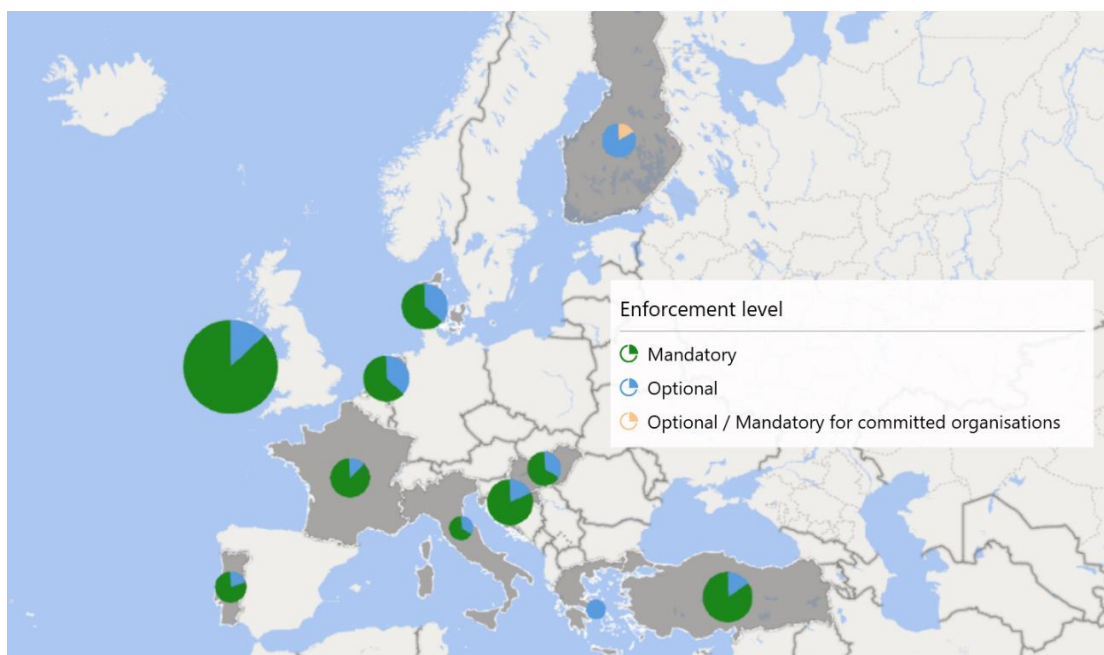 Enforcement level
Mandatory
Optional
Optional / Mandatory for committed organisations